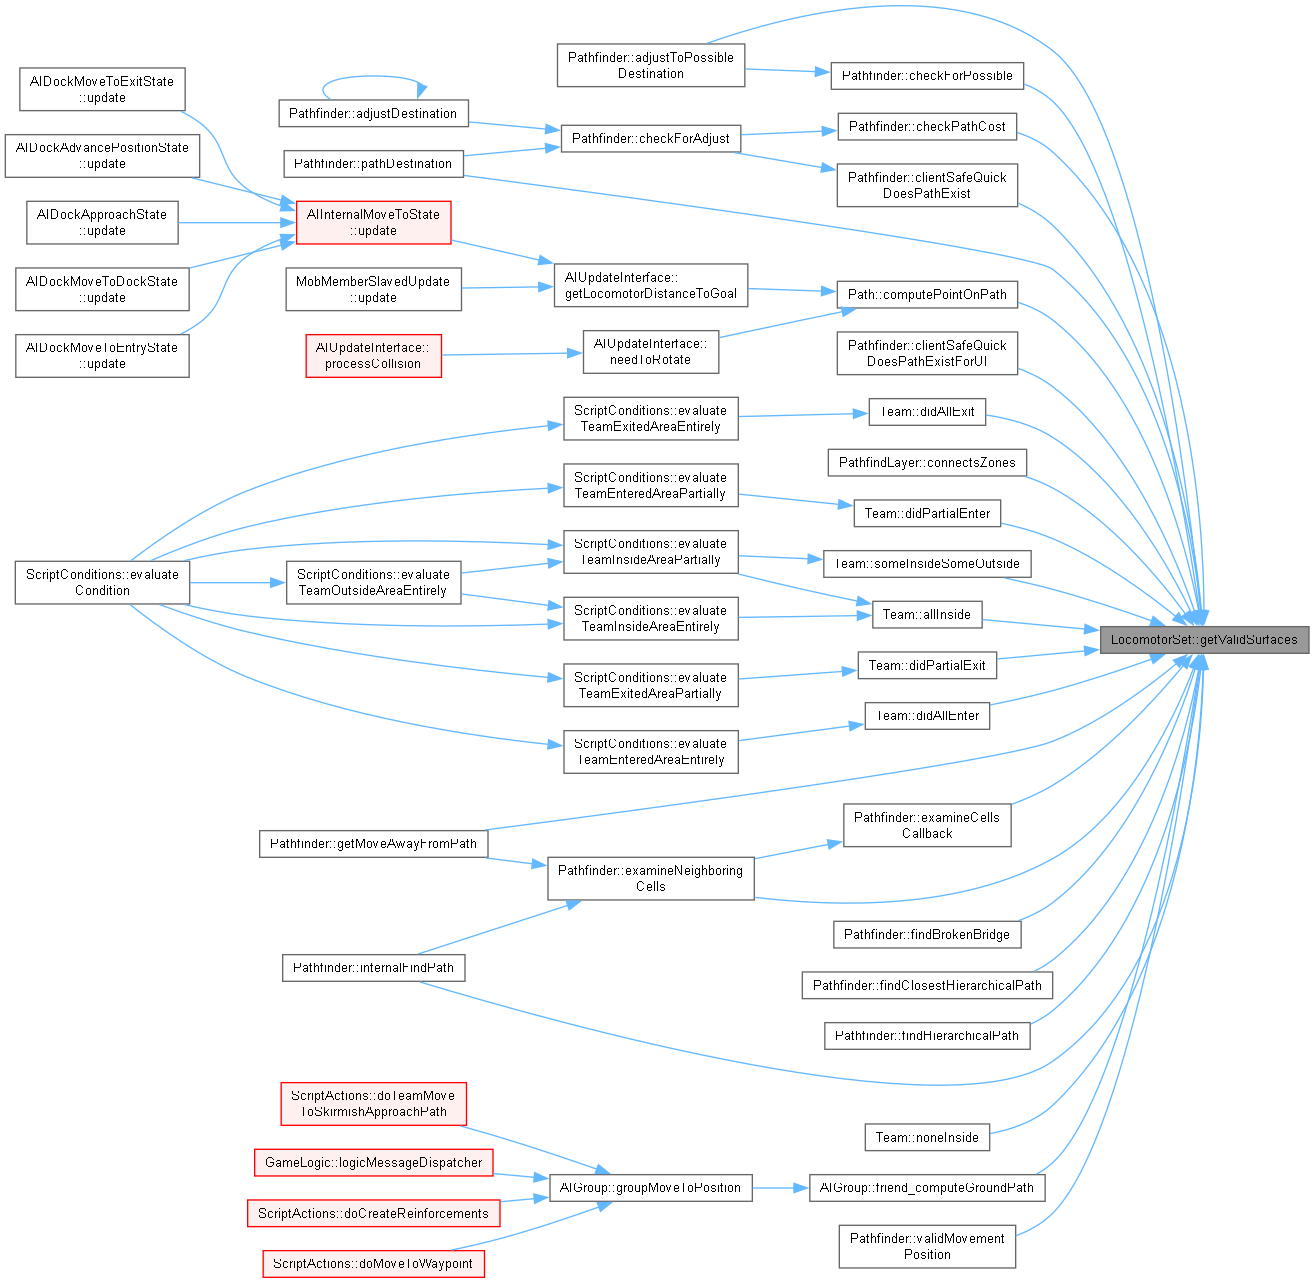 Pathfinder::adjustToPossible
Destination
Pathfinder::checkForPossible
AIDockMoveToExitState
::update
Pathfinder::adjustDestination
Pathfinder::checkPathCost
Pathfinder::checkForAdjust
AIDockAdvancePositionState
::update
Pathfinder::pathDestination
Pathfinder::clientSafeQuick
DoesPathExist
AIDockApproachState
::update
AIInternalMoveToState
::update
AIDockMoveToDockState
::update
MobMemberSlavedUpdate
::update
AIUpdateInterface::
getLocomotorDistanceToGoal
Path::computePointOnPath
AIDockMoveToEntryState
::update
AIUpdateInterface::
processCollision
AIUpdateInterface::
needToRotate
Pathfinder::clientSafeQuick
DoesPathExistForUI
ScriptConditions::evaluate
TeamExitedAreaEntirely
Team::didAllExit
PathfindLayer::connectsZones
ScriptConditions::evaluate
TeamEnteredAreaPartially
Team::didPartialEnter
ScriptConditions::evaluate
TeamInsideAreaPartially
Team::someInsideSomeOutside
ScriptConditions::evaluate
Condition
ScriptConditions::evaluate
TeamOutsideAreaEntirely
ScriptConditions::evaluate
TeamInsideAreaEntirely
Team::allInside
LocomotorSet::getValidSurfaces
ScriptConditions::evaluate
TeamExitedAreaPartially
Team::didPartialExit
ScriptConditions::evaluate
TeamEnteredAreaEntirely
Team::didAllEnter
Pathfinder::getMoveAwayFromPath
Pathfinder::examineCells
Callback
Pathfinder::examineNeighboring
Cells
Pathfinder::findBrokenBridge
Pathfinder::internalFindPath
Pathfinder::findClosestHierarchicalPath
Pathfinder::findHierarchicalPath
ScriptActions::doTeamMove
ToSkirmishApproachPath
Team::noneInside
GameLogic::logicMessageDispatcher
AIGroup::groupMoveToPosition
AIGroup::friend_computeGroundPath
ScriptActions::doCreateReinforcements
Pathfinder::validMovement
Position
ScriptActions::doMoveToWaypoint